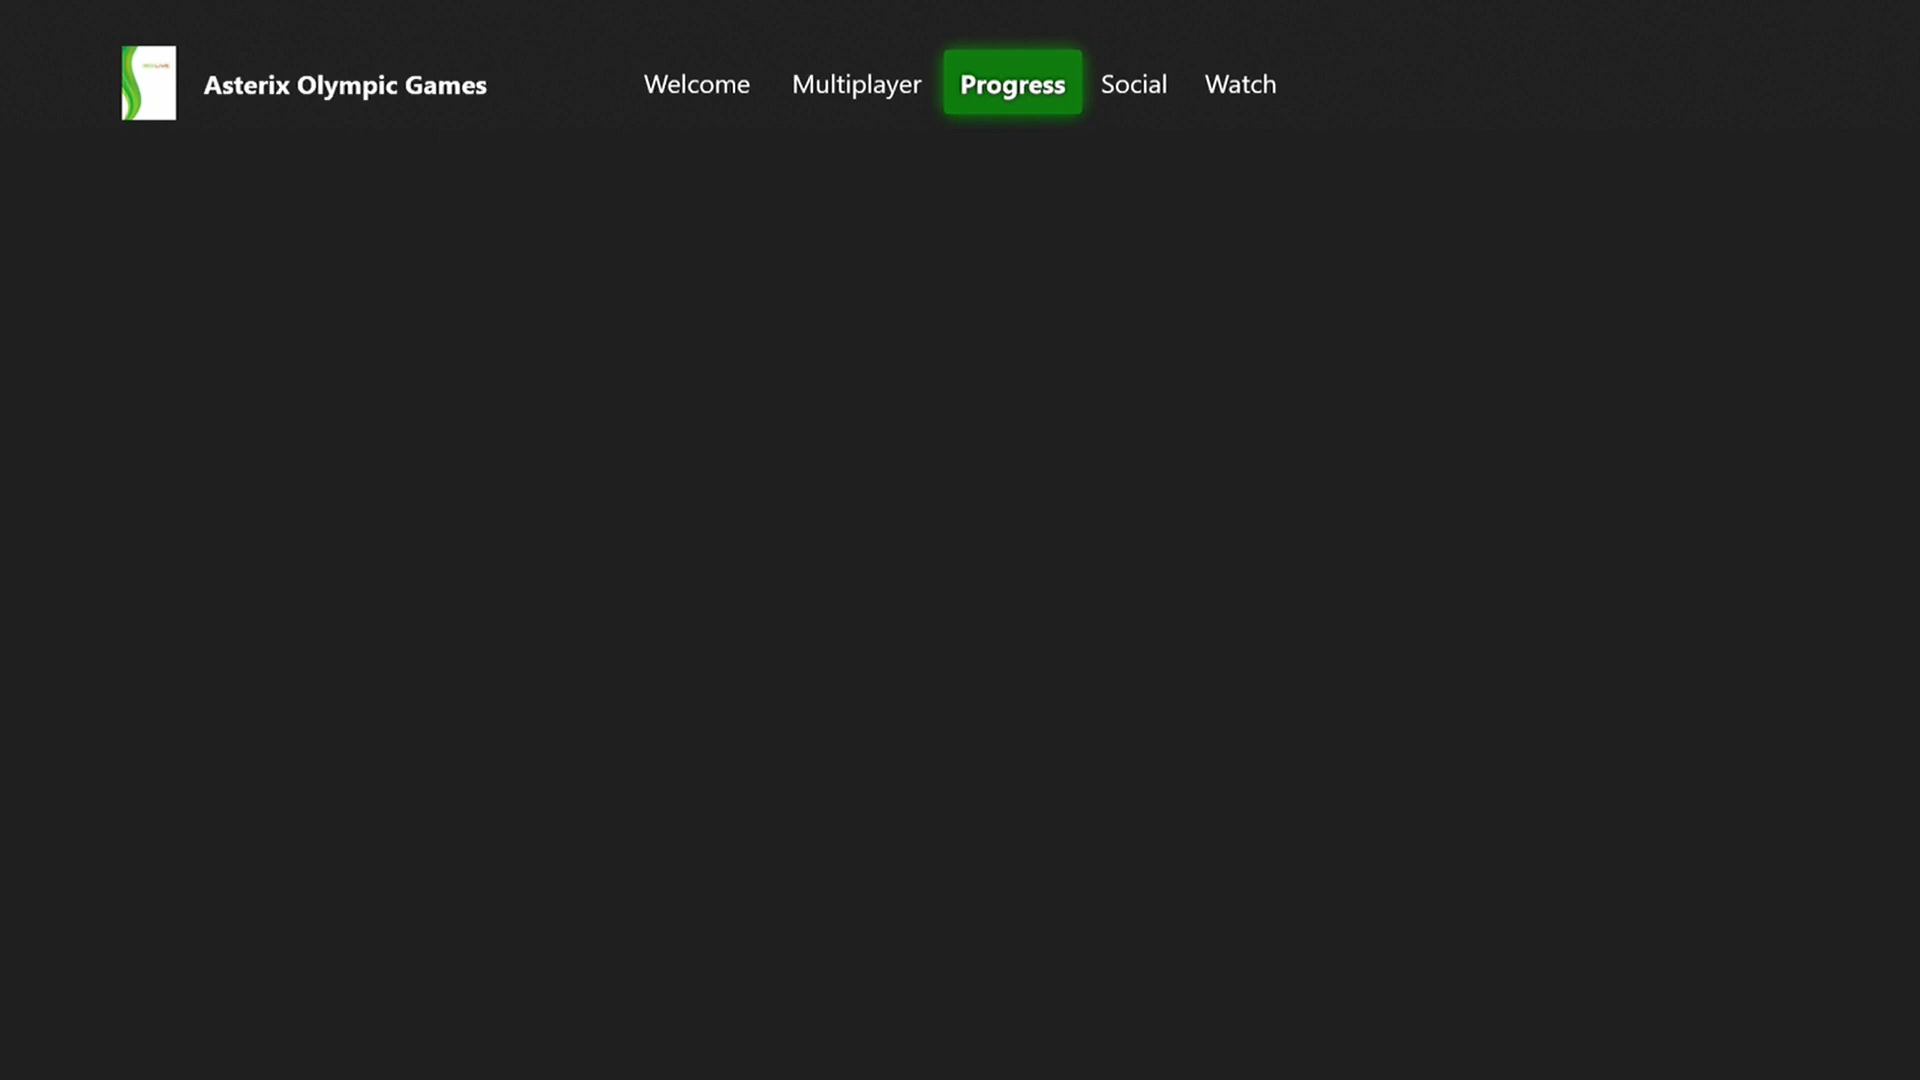 Asterix Olympic Games
Welcome
Multiplayer
Progress
Social
Watch